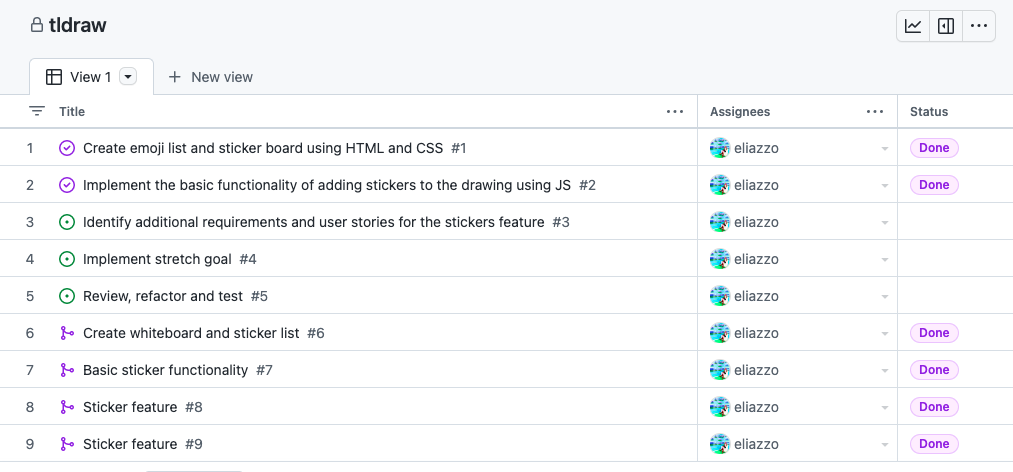 tldraw
View 1 New view
Title Assignees Status
1 Create emoji list and sticker board using HTML and CSS #1 eliazzo Done
2 Implement the basic functionality of adding stickers to the drawing using JS #2 eliazzo Done
3 Identify additional requirements and user stories for the stickers feature #3 eliazzo
4 Implement stretch goal #4 eliazzo
5 Review, refactor and test #5 eliazzo
6 Create whiteboard and sticker list #6 eliazzo Done
7 Basic sticker functionality #7 eliazzo Done
8 Sticker feature #8 eliazzo Done
9 Sticker feature #9 eliazzo Done